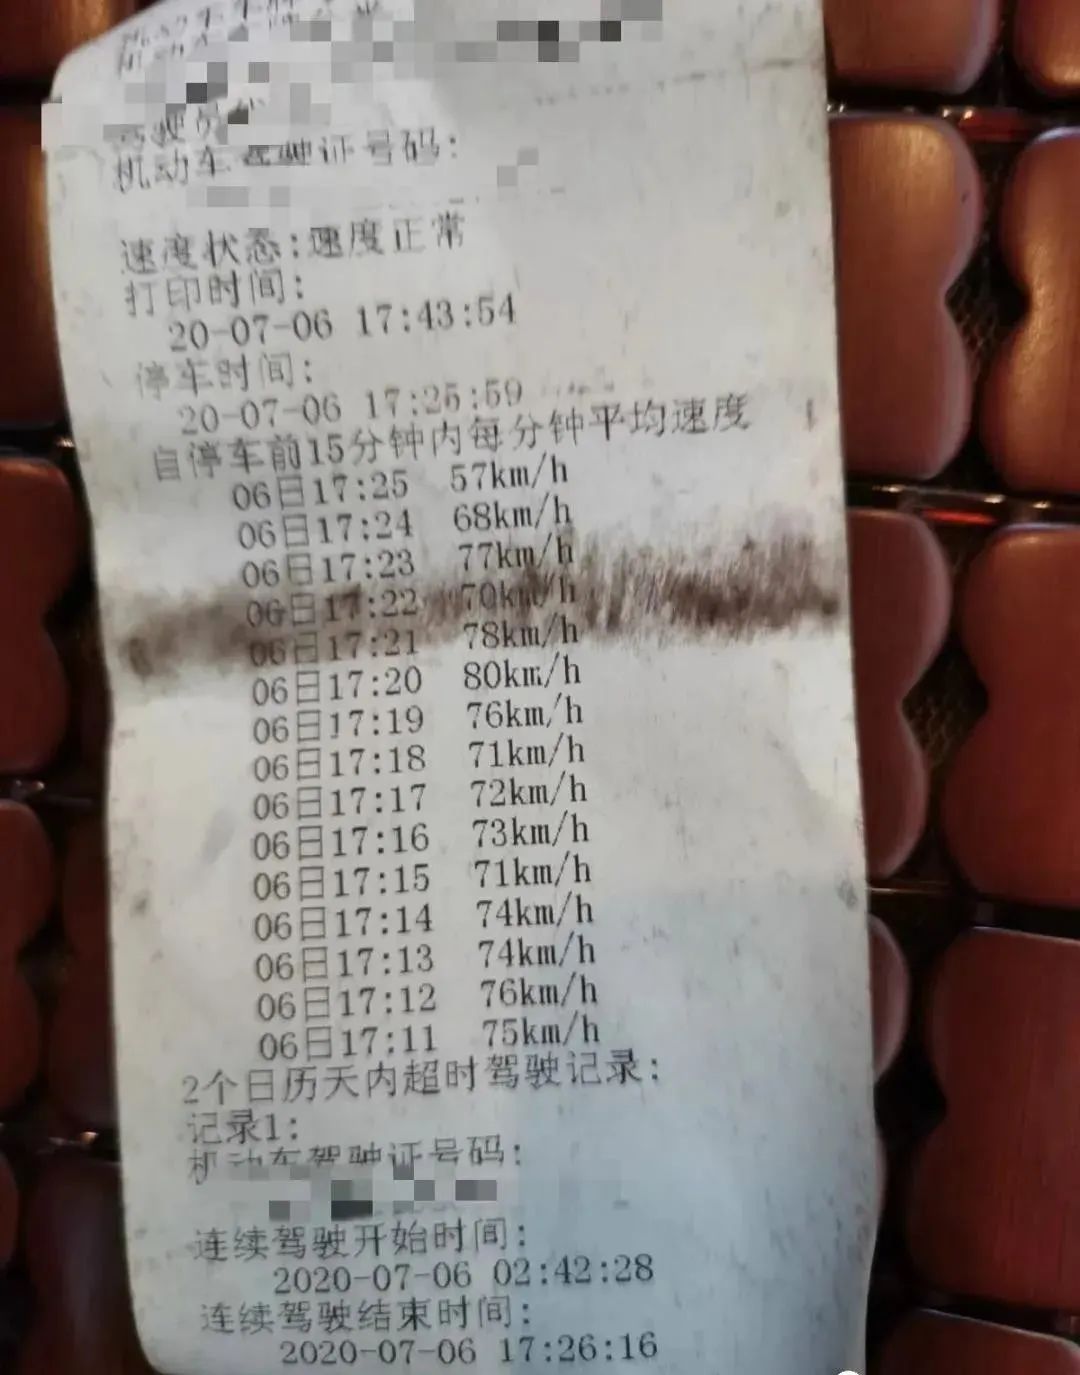 驾驶员
机动车驾驶证号码:
速度状态:速度正常
打印时间:
20-07-06 17:43:54
停车时间:
20-07-06 17:25:59
自停车前15分钟内每分钟平均速度
06日17:25 57km/h
06日17:24 68km/h
06日17:23 77km/h
06日17:22 70km/h
06日17:21 78km/h
06日17:20 80km/h
06日17:19 76km/h
06日17:18 71km/h
06日17:17 72km/h
06日17:16 73km/h
06日17:15 71km/h
06日17:14 74km/h
06日17:13 74km/h
06日17:12 76km/h
06日17:11 75km/h
2个日历天内超时驾驶记录:
记录1:
机动车驾驶证号码:
连续驾驶开始时间:
2020-07-06 02:42:28
连续驾驶结束时间:
2020-07-06 17:26:16